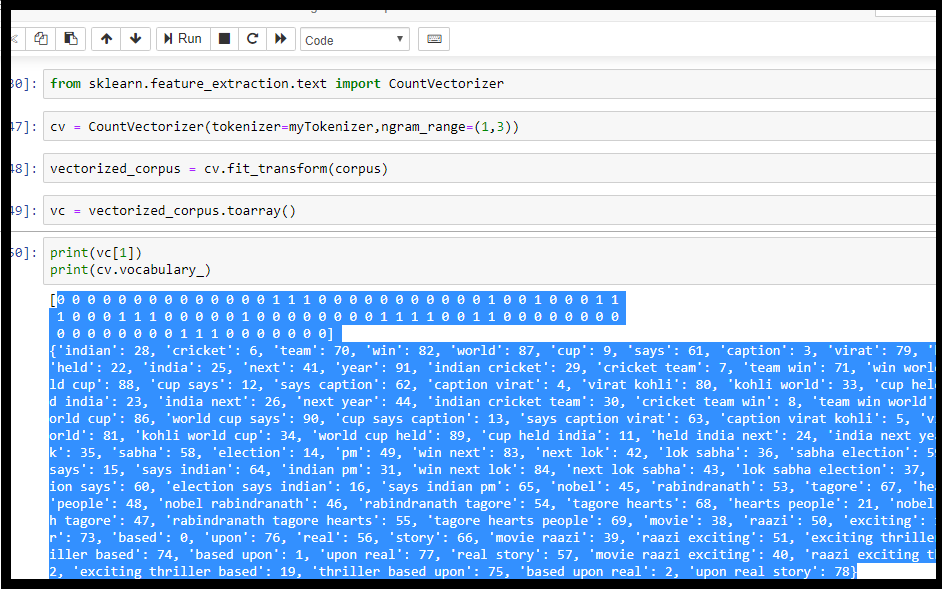 30]: from sklearn.feature_extraction.text import CountVectorizer
47]: cv = CountVectorizer(tokenizer=myTokenizer,ngram_range=(1,3))
48]: vectorized_corpus = cv.fit_transform(corpus)
49]: vc = vectorized_corpus.toarray()
50]: print(vc[1])
print(cv.vocabulary_)
[0 0 0 0 0 0 0 0 0 0 0 0 0 0 1 1 1 0 0 0 0 0 0 0 0 0 0 0 1 0 0 1 0 0 0 1 1
1 0 0 0 1 1 1 0 0 0 0 0 1 0 0 0 0 0 0 0 0 1 1 1 1 0 0 1 1 0 0 0 0 0 0 0 0
0 0 0 0 0 0 0 0 1 1 1 0 0 0 0 0 0 0]
{'indian': 28, 'cricket': 6, 'team': 70, 'win': 82, 'world': 87, 'cup': 9, 'says': 61, 'caption': 3, 'virat': 79,
'held': 22, 'india': 25, 'next': 41, 'year': 91, 'indian cricket': 29, 'cricket team': 7, 'team win': 71, 'win worl
ld cup': 88, 'cup says': 12, 'says caption': 62, 'caption virat': 4, 'virat kohli': 80, 'kohli world': 33, 'cup hel
d india': 23, 'india next': 26, 'next year': 44, 'indian cricket team': 30, 'cricket team win': 8, 'team win world'
orld cup': 86, 'world cup says': 90, 'cup says caption': 13, 'says caption virat': 63, 'caption virat kohli': 5, 'v
orld': 81, 'kohli world cup': 34, 'world cup held': 89, 'cup held india': 11, 'held india next': 24, 'india next yea
k': 35, 'sabha': 58, 'election': 14, 'pm': 49, 'win next': 83, 'next lok': 42, 'lok sabha': 36, 'sabha election': 5
says': 15, 'says indian': 64, 'indian pm': 31, 'win next lok': 84, 'next lok sabha': 43, 'lok sabha election': 37,
ion says': 60, 'election says indian': 16, 'says indian pm': 65, 'nobel': 45, 'rabindranath': 53, 'tagore': 67, 'hea
'people': 48, 'nobel rabindranath': 46, 'rabindranath tagore': 54, 'tagore hearts': 68, 'hearts people': 21, 'nobel
h tagore': 47, 'rabindranath tagore hearts': 55, 'tagore hearts people': 69, 'movie': 38, 'raazi': 50, 'exciting':
r': 73, 'based': 0, 'upon': 76, 'real': 56, 'story': 66, 'movie raazi': 39, 'raazi exciting': 51, 'exciting thrille
iller based': 74, 'based upon': 1, 'upon real': 77, 'real story': 57, 'movie raazi exciting': 40, 'raazi exciting t
2, 'exciting thriller based': 19, 'thriller based upon': 75, 'based upon real': 2, 'upon real story': 78}
Run
Code